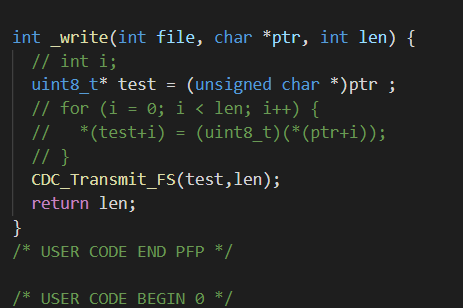 int _write(int file, char *ptr, int len) {
  // int i;
  uint8_t* test = (unsigned char *)ptr ;
  // for (i = 0; i < len; i++) {
  //   *(test+i) = (uint8_t)(*(ptr+i));
  // }
  CDC_Transmit_FS(test,len);
  return len;
}
/* USER CODE END PFP */
/* USER CODE BEGIN 0 */